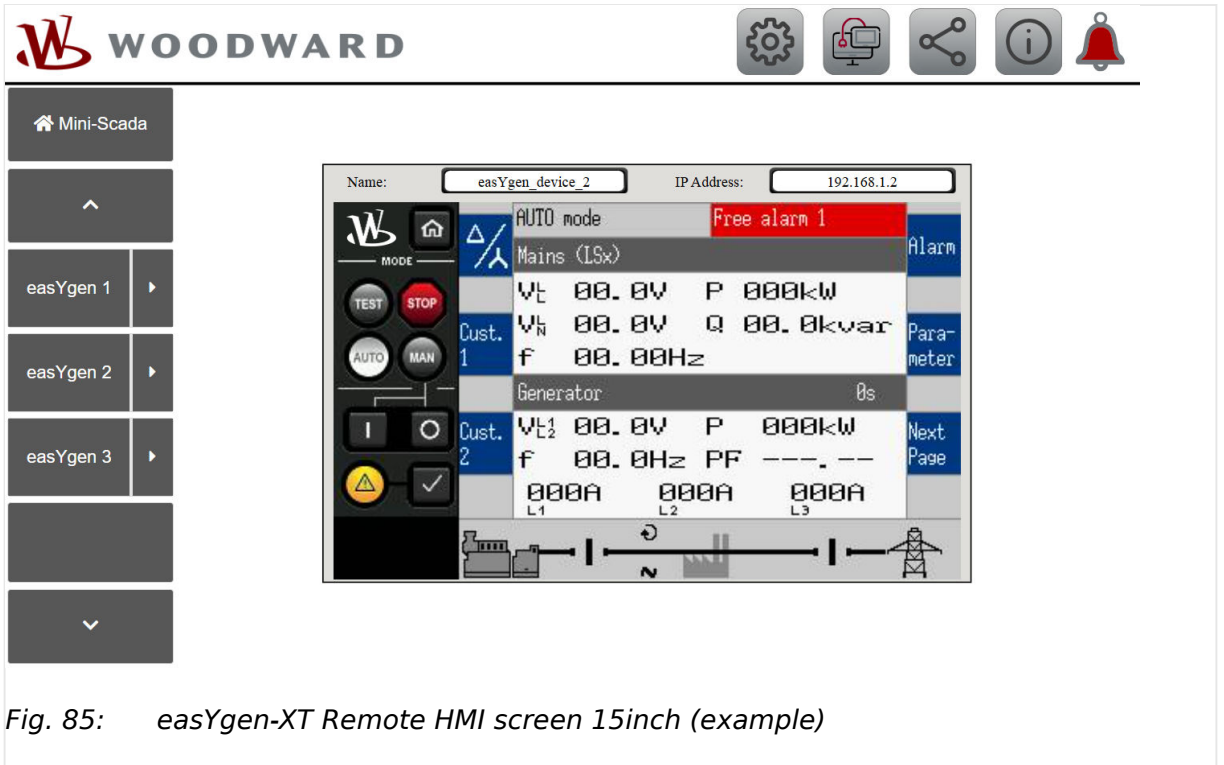 W WOODWARD
Mini-Scada
easYgen 1
easYgen 2
easYgen 3
Name: easYgen_device_2 IP Address: 192.168.1.2
W
MODE
TEST STOP
AUTO MAN
I O
AUTO mode Free alarm 1
Mains (LSx)
VLL 00.0V P 000kW
VLN 00.0V Q 00.0kvar
f 00.00Hz
Generator 0s
VL1L2 00.0V P 000kW
f 00.0Hz PF ---.--
000A 000A 000A
L1 L2 L3
Cust.
1
Cust.
2
Alarm
Para-
meter
Next
Page
Fig. 85: easYgen-XT Remote HMI screen 15inch (example)